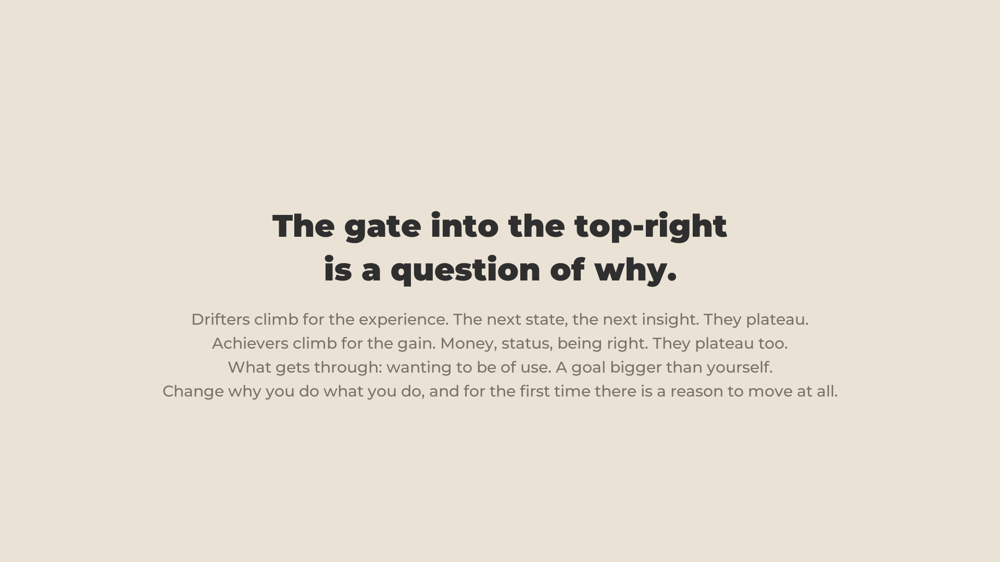 The gate into the top-right
is a question of why.
Drifters climb for the experience. The next state, the next insight. They plateau.
Achievers climb for the gain. Money, status, being right. They plateau too.
What gets through: wanting to be of use. A goal bigger than yourself.
Change why you do what you do, and for the first time there is a reason to move at all.